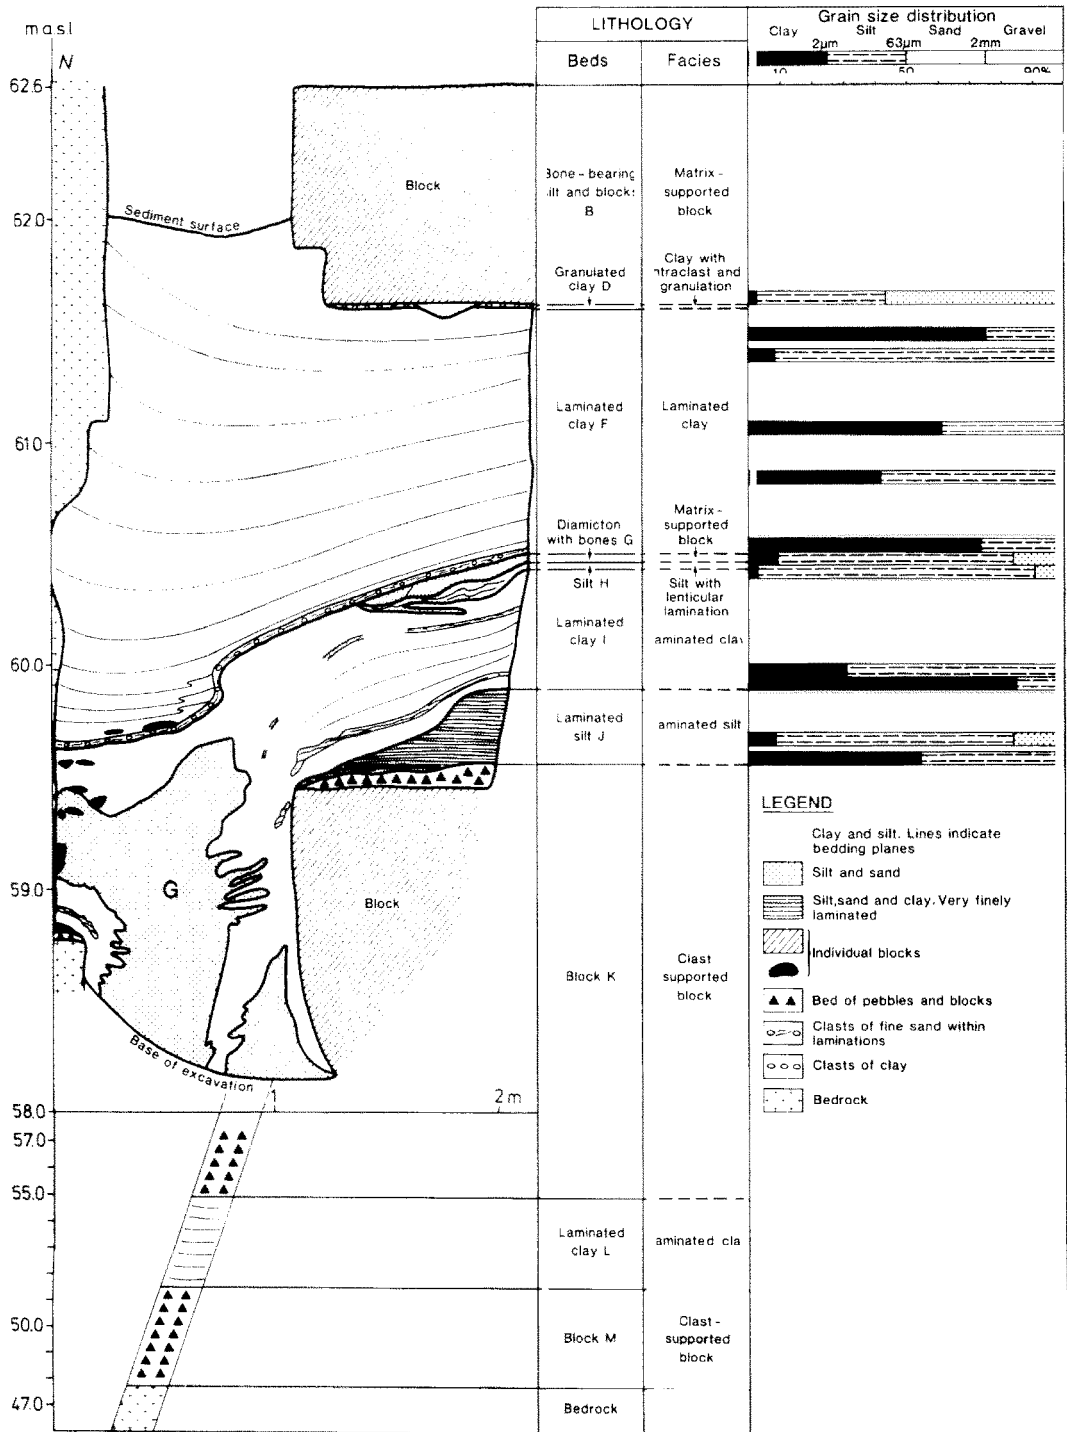 masl
N
62.6
62.0
61.0
60.0
59.0
58.0
57.0
55.0
50.0
47.0
Sediment surface
Block
G
Block
Base of excavation
1
2 m
LITHOLOGY
Beds
Facies
Bone-bearing
silt and blocks
B
Matrix-
supported
block
Granulated
clay D
Clay with
ntraclast and
granulation
Laminated
clay F
Laminated
clay
Diamicton
with bones G
Matrix-
supported
block
Silt H
Silt with
lenticular
lamination
Laminated
clay I
aminated clay
Laminated
silt J
aminated silt
Block K
Clast
supported
block
Laminated
clay L
aminated cla
Block M
Clast-
supported
block
Bedrock
Grain size distribution
Clay Silt Sand Gravel
2µm 63µm 2mm
10 50 90%
LEGEND
Clay and silt. Lines indicate
bedding planes
Silt and sand
Silt, sand and clay. Very finely
laminated
Individual blocks
Bed of pebbles and blocks
Clasts of fine sand within
laminations
Clasts of clay
Bedrock